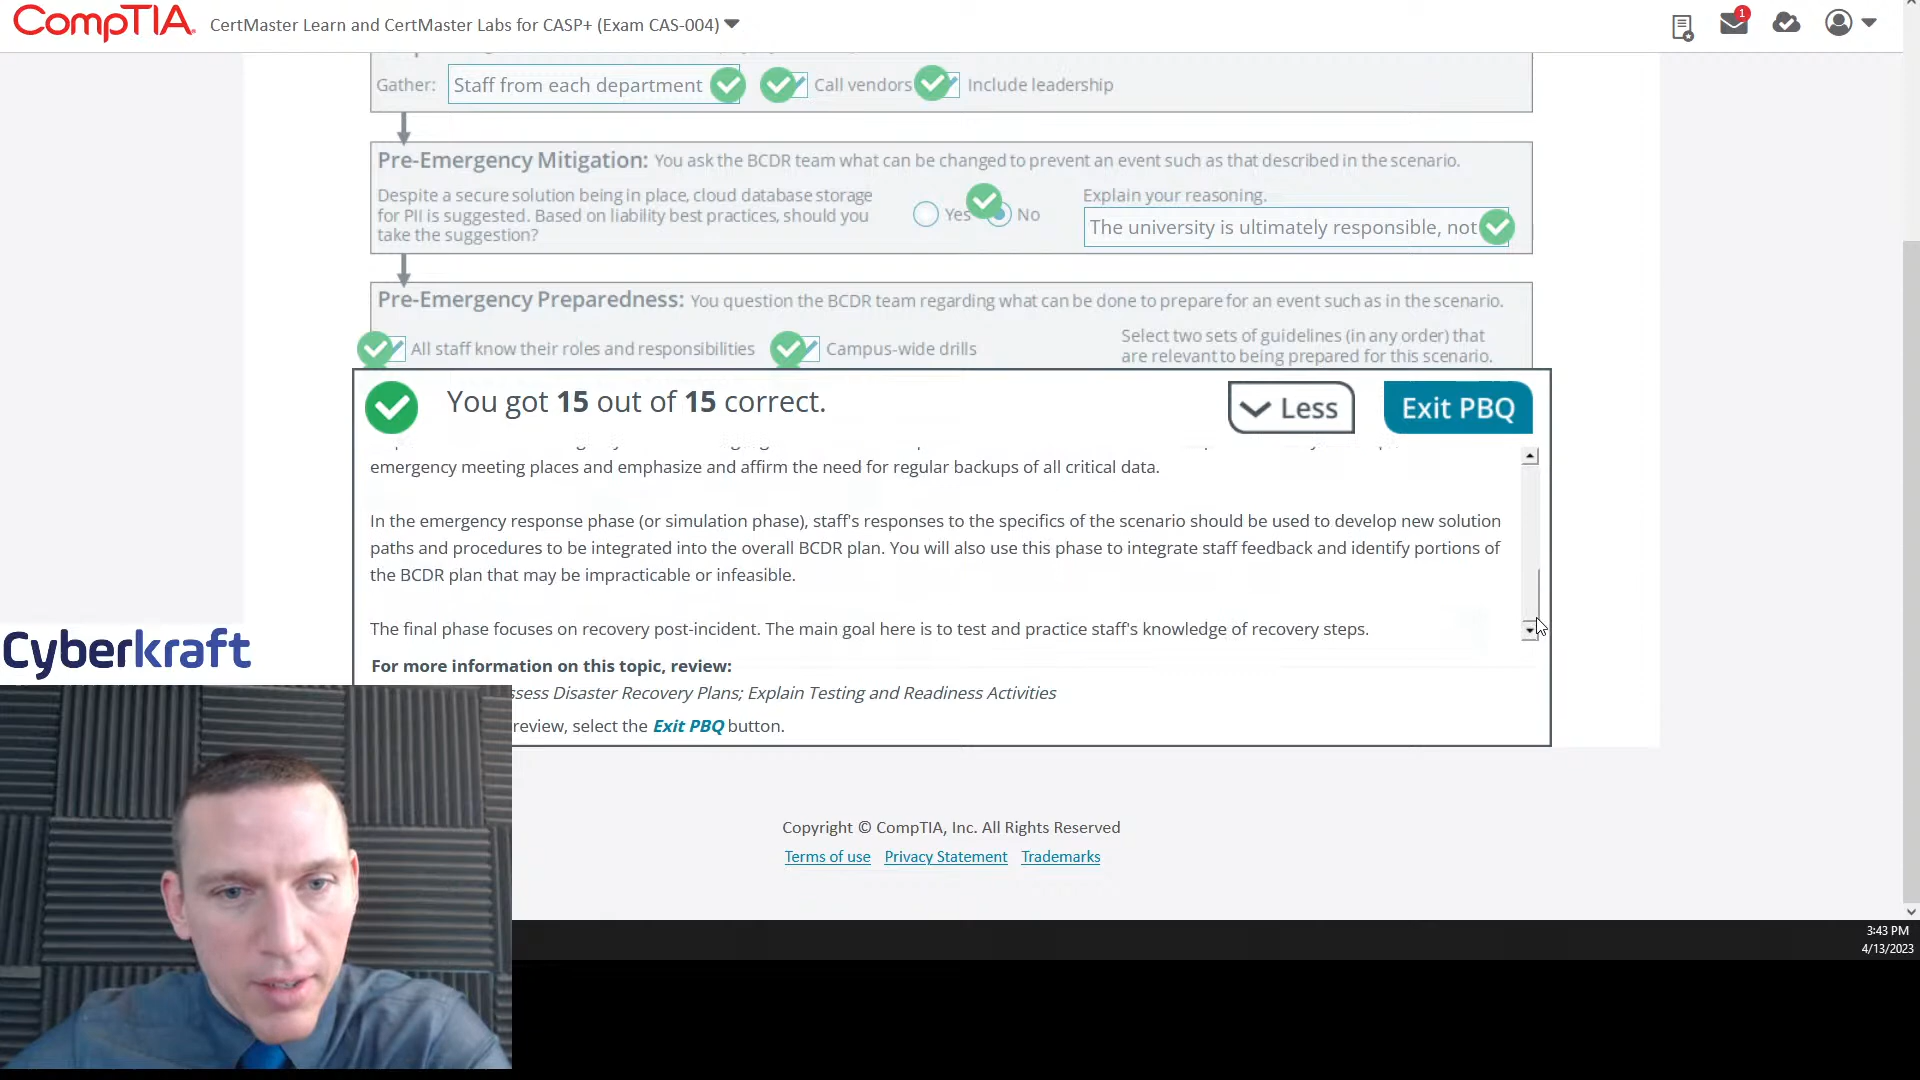 CompTIA. CertMaster Learn and CertMaster Labs for CASP+ (Exam CAS-004)
1
Gather: Staff from each department Call vendors Include leadership
Pre-Emergency Mitigation: You ask the BCDR team what can be changed to prevent an event such as that described in the scenario.
Despite a secure solution being in place, cloud database storage
for PII is suggested. Based on liability best practices, should you
take the suggestion?
Yes No
Explain your reasoning.
The university is ultimately responsible, not
Pre-Emergency Preparedness: You question the BCDR team regarding what can be done to prepare for an event such as in the scenario.
All staff know their roles and responsibilities Campus-wide drills
Select two sets of guidelines (in any order) that
are relevant to being prepared for this scenario.
You got 15 out of 15 correct.
Less
Exit PBQ
emergency meeting places and emphasize and affirm the need for regular backups of all critical data.
In the emergency response phase (or simulation phase), staff's responses to the specifics of the scenario should be used to develop new solution
paths and procedures to be integrated into the overall BCDR plan. You will also use this phase to integrate staff feedback and identify portions of
the BCDR plan that may be impracticable or infeasible.
The final phase focuses on recovery post-incident. The main goal here is to test and practice staff's knowledge of recovery steps.
For more information on this topic, review:
ssess Disaster Recovery Plans; Explain Testing and Readiness Activities
review, select the Exit PBQ button.
Cyberkraft
Copyright © CompTIA, Inc. All Rights Reserved
Terms of use Privacy Statement Trademarks
3:43 PM
4/13/2023